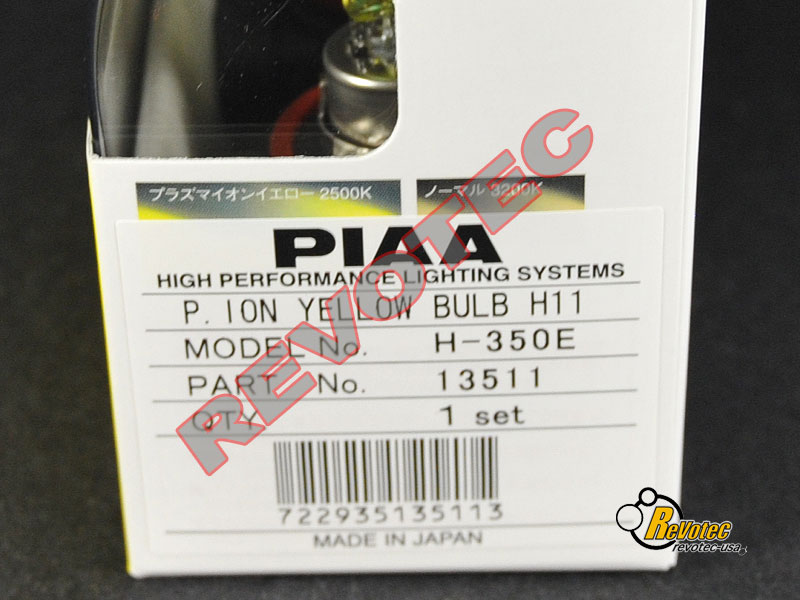 プラズマイオンイエロー 2500K
ノーマル 3200K
PIAA
HIGH PERFORMANCE LIGHTING SYSTEMS
P.ION YELLOW BULB H11
MODEL No. H-350E
PART No. 13511
QTY 1 set
722935135113
MADE IN JAPAN
REVOTEC
ReVoteC
revotec-usa